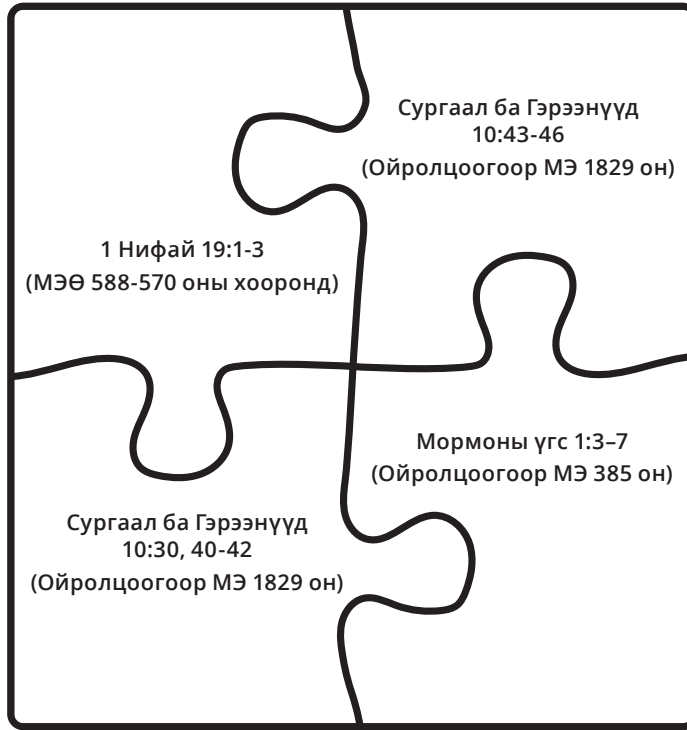 1 Нифай 19:1-3
(МЭӨ 588-570 оны хооронд)
Сургаал ба Гэрээнүүд
10:43-46
(Ойролцоогоор МЭ 1829 он)
Сургаал ба Гэрээнүүд
10:30, 40-42
(Ойролцоогоор МЭ 1829 он)
Мормоны үгс 1:3–7
(Ойролцоогоор МЭ 385 он)